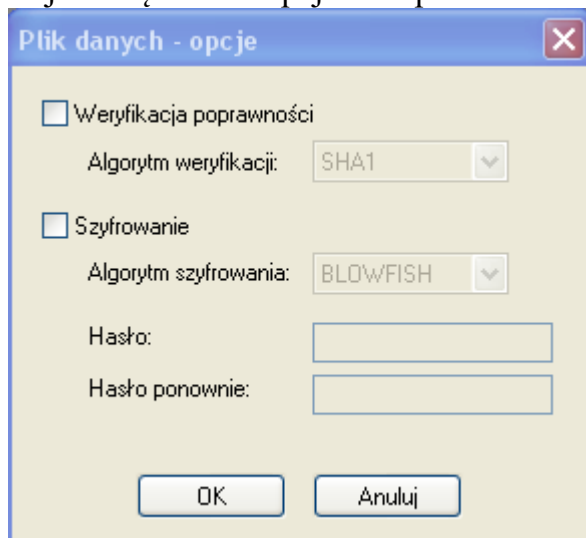 Plik danych - opcje
Weryfikacja poprawności
Algorytm weryfikacji: SHA1
Szyfrowanie
Algorytm szyfrowania: BLOWFISH
Hasło:
Hasło ponownie:
OK Anuluj